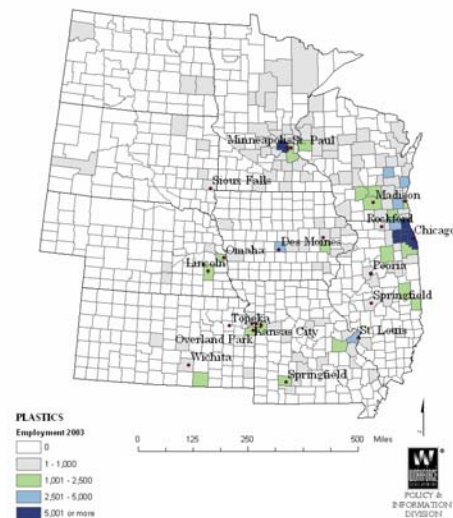 Minneapolis St. Paul
Sioux Falls
Madison
Rockford
Chicago
Omaha
Des Moines
Lincoln
Peoria
Springfield
Topeka
Kansas City
St. Louis
Overland Park
Wichita
Springfield
PLASTICS
Employment 2003
0
1 - 1,000
1,001 - 2,500
2,501 - 5,000
5,001 or more
0 125 250 500 Miles
W
WORKFORCE
DEVELOPMENT
POLICY &
INFORMATION
DIVISION